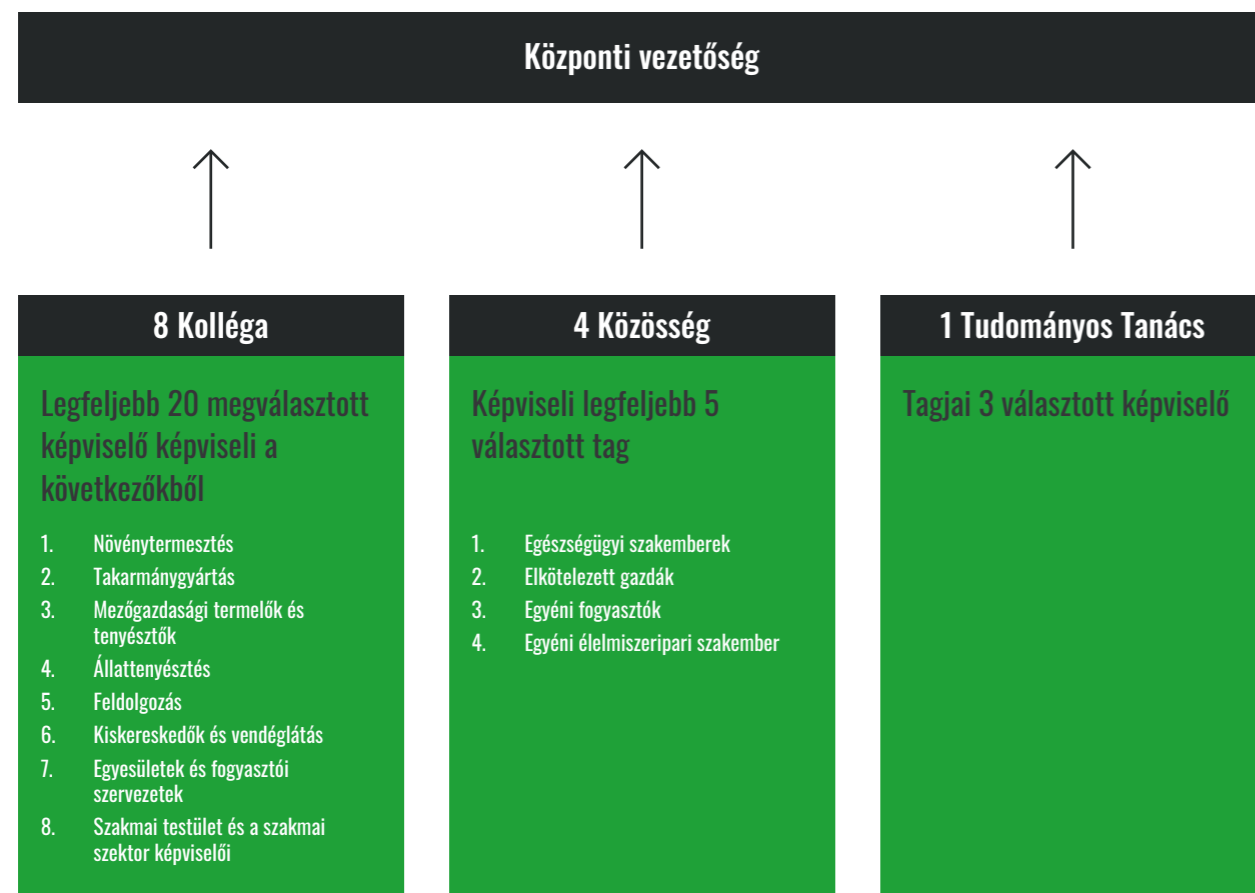 Központi vezetőség
8 Kolléga
Legfeljebb 20 megválasztott
képviselő képviseli a
következőkből
1. Növénytermesztés
2. Takarmánygyártás
3. Mezőgazdasági termelők és
tenyésztők
4. Állattenyésztés
5. Feldolgozás
6. Kiskereskedők és vendéglátás
7. Egyesületek és fogyasztói
szervezetek
8. Szakmai testület és a szakmai
szektor képviselői
4 Közösség
Képviseli legfeljebb 5
választott tag
1. Egészségügyi szakemberek
2. Elkötelezett gazdák
3. Egyéni fogyasztók
4. Egyéni élelmiszeripari szakember
1 Tudományos Tanács
Tagjai 3 választott képviselő